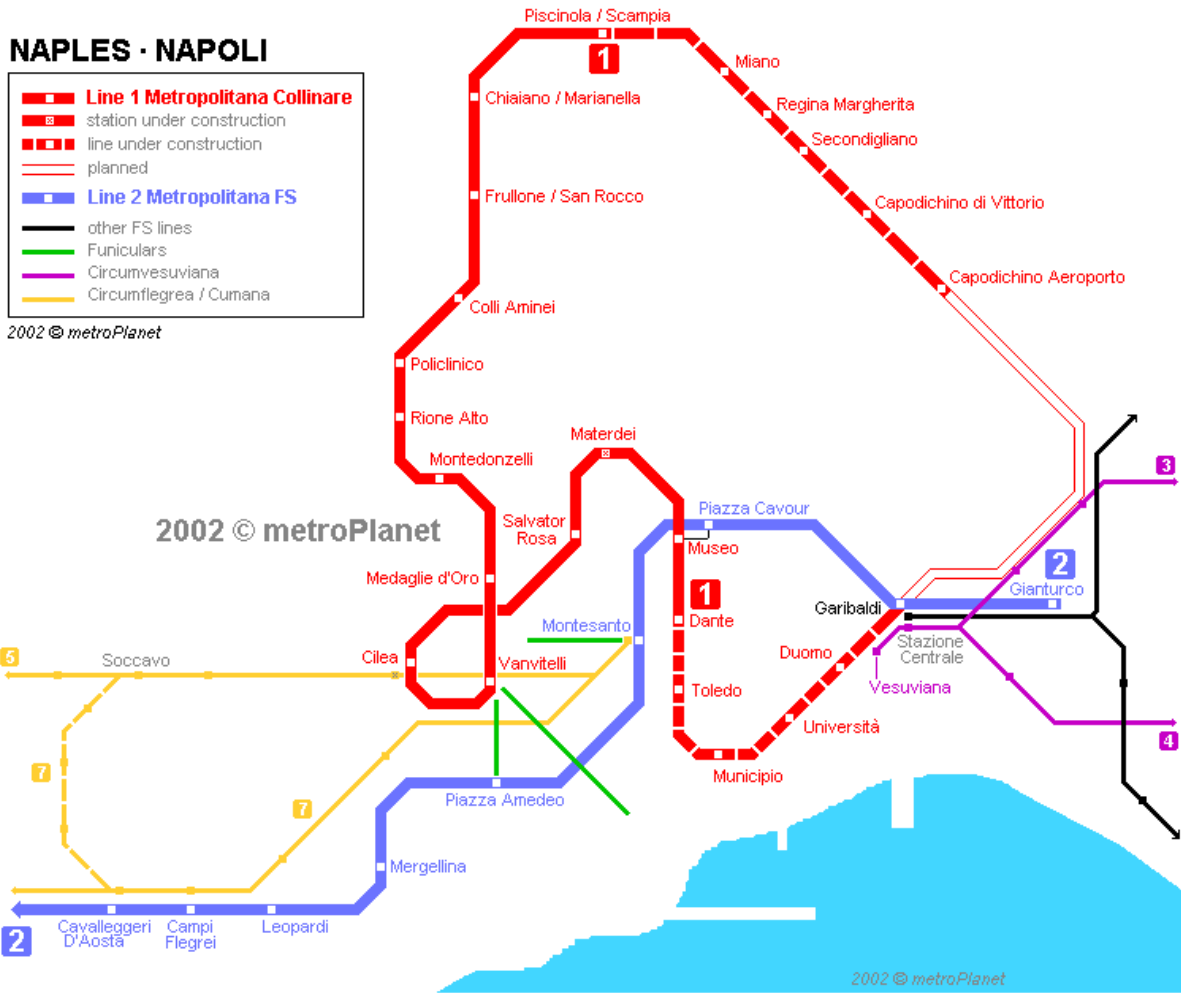 NAPLES · NAPOLI
Line 1 Metropolitana Collinare
station under construction
line under construction
planned
Line 2 Metropolitana FS
other FS lines
Funiculars
Circumvesuviana
Circumflegrea / Cumana
2002 © metroPlanet
Piscinola / Scampia
1
Miano
Chiaiano / Marianella
Regina Margherita
Secondigliano
Frullone / San Rocco
Capodichino di Vittorio
Capodichino Aeroporto
Colli Aminei
Policlinico
Rione Alto
Materdei
Montedonzelli
3
2002 © metroPlanet
Salvator
Rosa
Piazza Cavour
Museo
Medaglie d'Oro
2
Gianturco
1
Garibaldi
Dante
Montesanto
Stazione
Centrale
5
Soccavo
Cilea
Vanvitelli
Duomo
Toledo
Vesuviana
Università
4
7
Municipio
7
Piazza Amedeo
Mergellina
2
Cavalleggeri
D'Aosta
Campi
Flegrei
Leopardi
2002 © metroPlanet